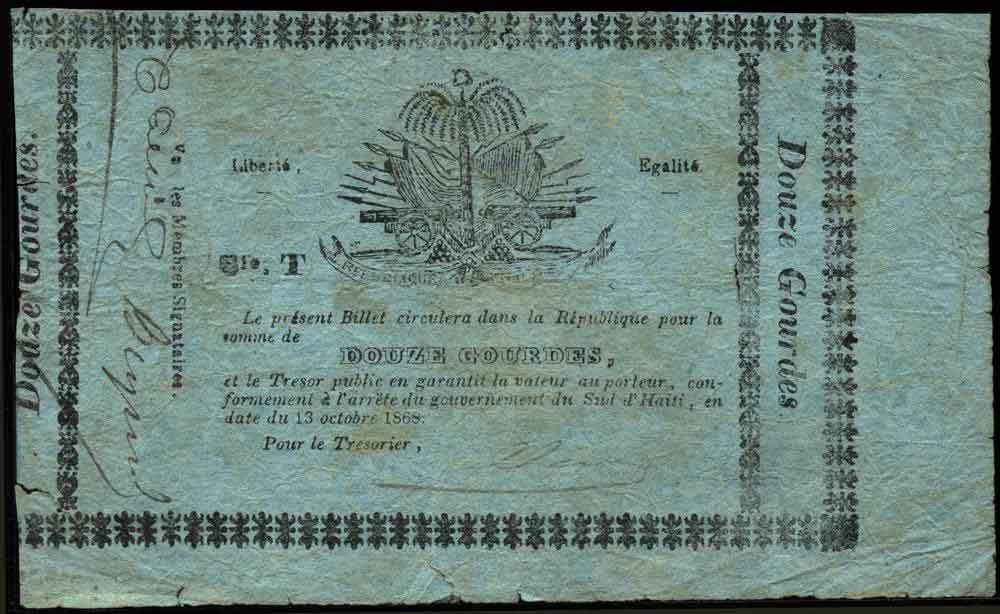 Douze Gourdes.
Vu les Membres Signataires.
Liberté, Egalité.
Sie, T
Le présent Billet circulera dans la République pour la
somme de
DOUZE GOURDES,
et le Tresor public en garantit la valeur au porteur, con-
formement à l'arrête du gouvernement du Sud d'Haïti, en
date du 13 octobre 1868.
Pour le Tresorier,
Douze Gourdes.